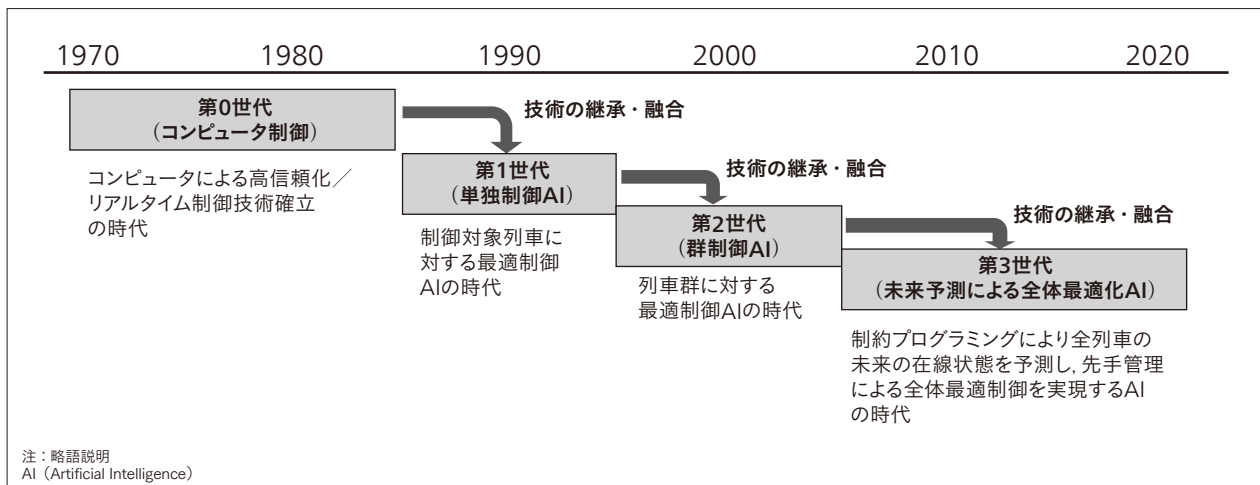 1970 1980 1990 2000 2010 2020
第0世代
（コンピュータ制御）
技術の継承・融合
コンピュータによる高信頼化／
リアルタイム制御技術確立
の時代
第1世代
（単独制御AI）
技術の継承・融合
制御対象列車に
対する最適制御
AIの時代
第2世代
（群制御AI）
技術の継承・融合
列車群に対する
最適制御AIの時代
第3世代
（未来予測による全体最適化AI）
制約プログラミングにより全列車の
未来の在線状態を予測し，先手管理
による全体最適制御を実現するAI
の時代
注：略語説明
AI（Artificial Intelligence）